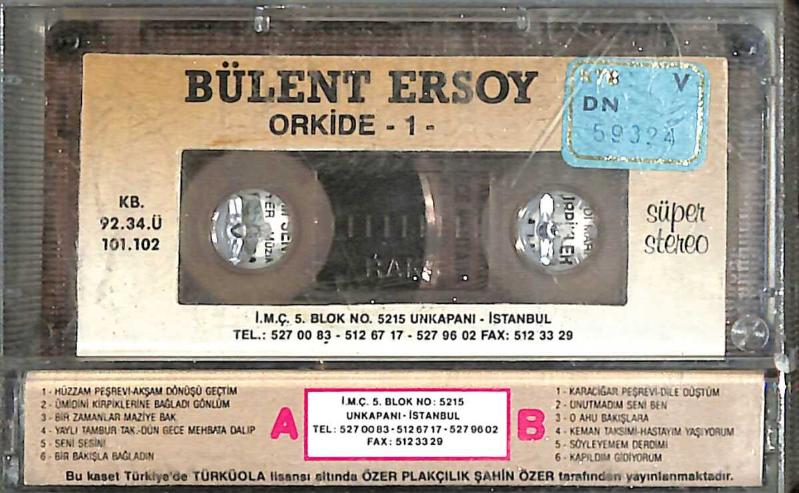 BÜLENT ERSOY
ORKİDE - 1 -
KTB V
DN
59324
KB.
92.34.Ü
101.102
süper
stereo
İ.M.Ç. 5. BLOK NO. 5215 UNKAPANI - İSTANBUL
TEL.: 527 00 83 - 512 67 17 - 527 96 02 FAX: 512 33 29
1 - HÜZZAM PEŞREVİ-AKŞAM DÖNÜŞÜ GEÇTİM
2 - ÜMİDİNİ KİRPİKLERİNE BAĞLADI GÖNLÜM
3 - BİR ZAMANLAR MAZİYE BAK
4 - YAYLI TAMBUR TAK.-DÜN GECE MEHBATA DALIP
5 - SENİ SESİNİ
6 - BİR BAKIŞLA BAĞLADIN
A
İ.M.Ç. 5. BLOK NO: 5215
UNKAPANI - İSTANBUL
TEL: 527 00 83 - 512 67 17 - 527 96 02
FAX: 512 33 29
B
1 - KARACİĞAR PEŞREVİ-DİLE DÜŞTÜM
2 - UNUTMADIM SENİ BEN
3 - O AHU BAKIŞLARA
4 - KEMAN TAKSİMİ-HASTAYIM YAŞIYORUM
5 - SÖYLEYEMEM DERDİMİ
6 - KAPILDIM GİDİYORUM
Bu kaset Türkiye'de TÜRKÜOLA lisansı altında ÖZER PLAKÇILIK ŞAHİN ÖZER tarafından yayınlanmaktadır.